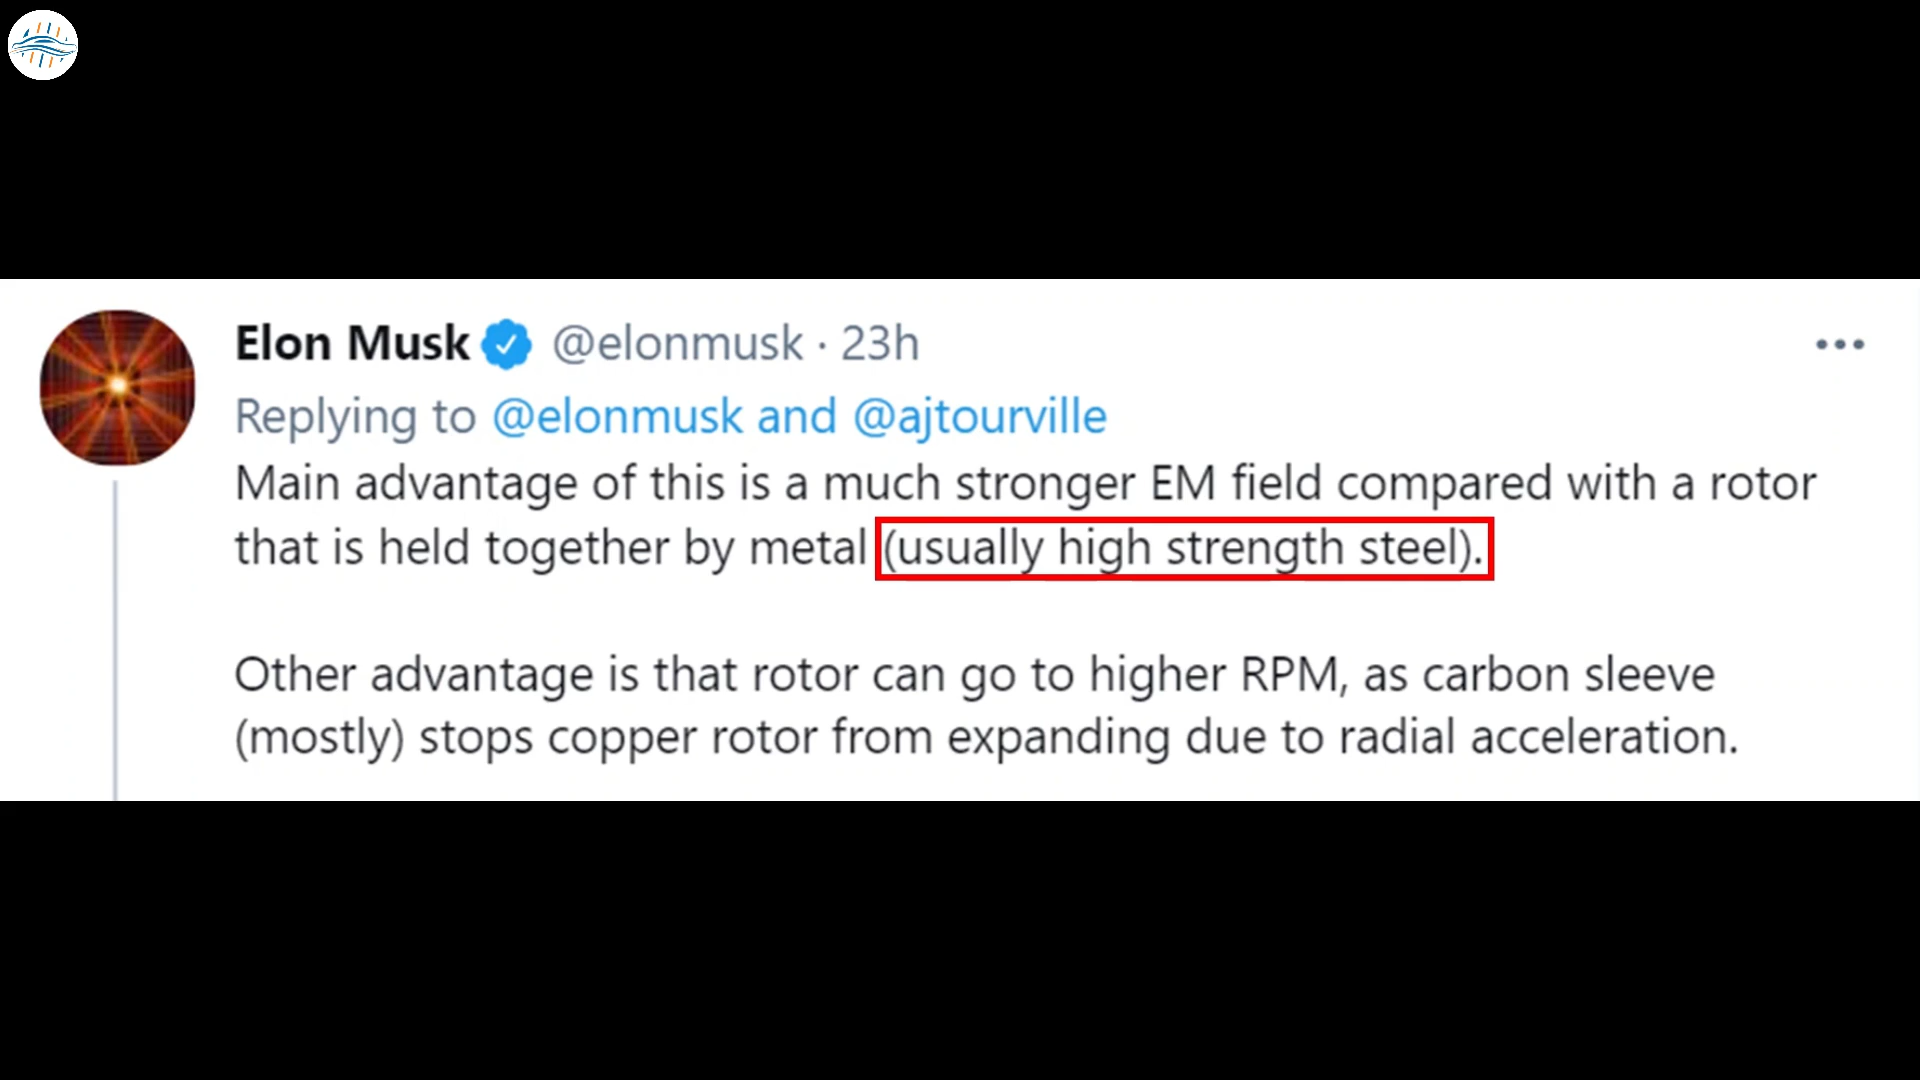 Elon Musk @elonmusk · 23h
Replying to @elonmusk and @ajtourville
Main advantage of this is a much stronger EM field compared with a rotor
that is held together by metal (usually high strength steel).
Other advantage is that rotor can go to higher RPM, as carbon sleeve
(mostly) stops copper rotor from expanding due to radial acceleration.